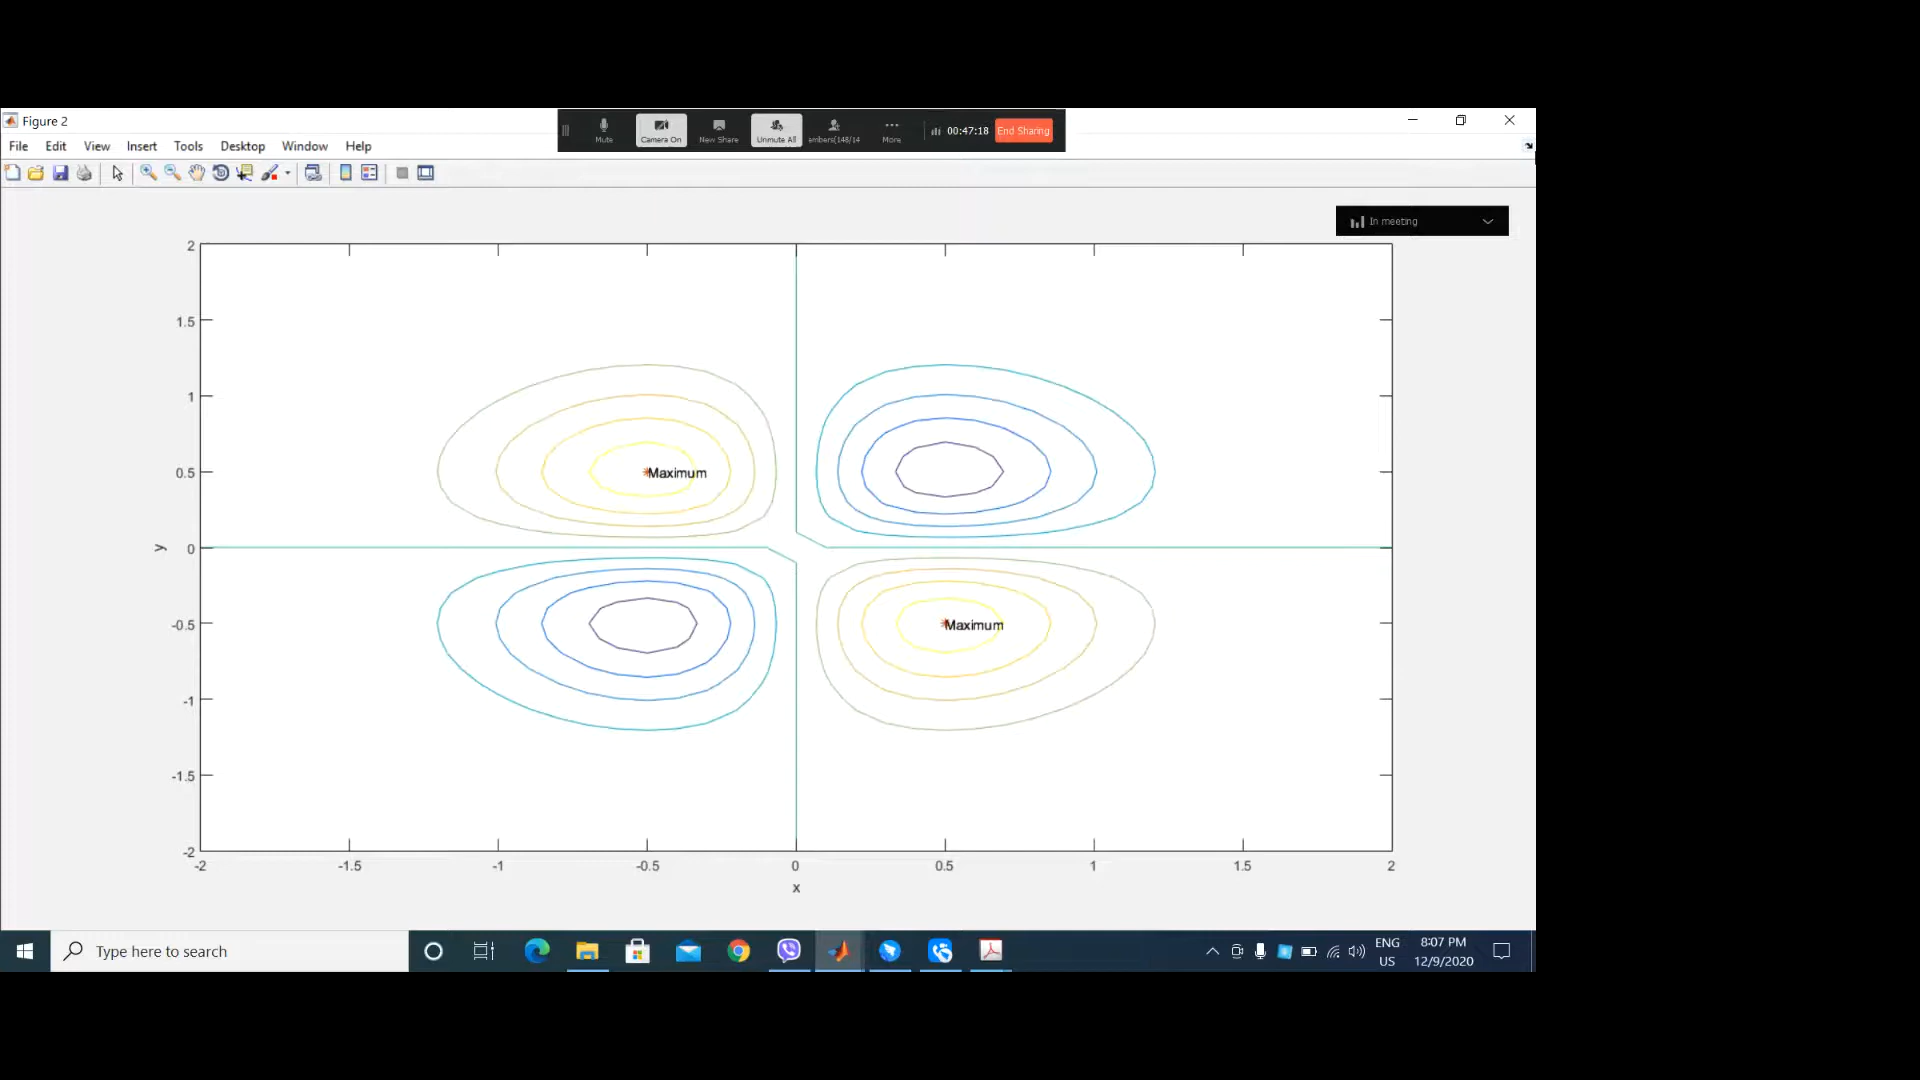 Figure 2
Mute
Camera On
New Share
Unmute All
embers(148/14
More
00:47:18
End Sharing
File Edit View Insert Tools Desktop Window Help
In meeting
2
1.5
1
0.5
0
-0.5
-1
-1.5
-2
y
Maximum
Maximum
-2 -1.5 -1 -0.5 0 0.5 1 1.5 2
x
Type here to search
ENG
US
8:07 PM
12/9/2020